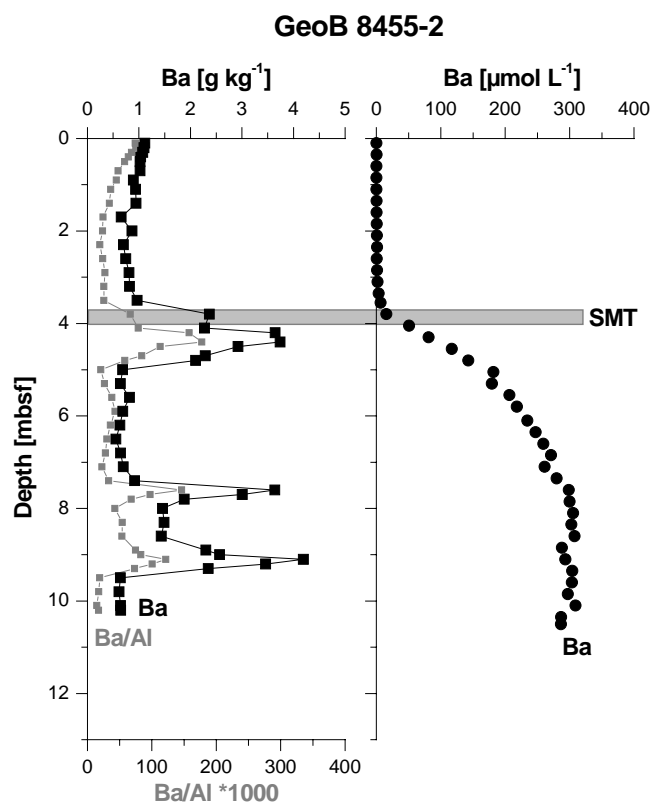 GeoB 8455-2
Ba [g kg⁻¹]
Ba [µmol L⁻¹]
0 1 2 3 4 5
0 100 200 300 400
0
2
4
6
8
10
12
Depth [mbsf]
SMT
Ba
Ba/Al
Ba
0 100 200 300 400
Ba/Al *1000